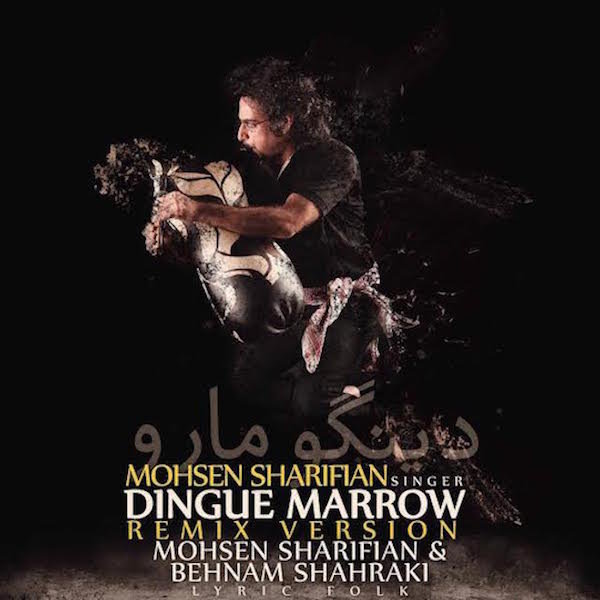 دینگو مارو
MOHSEN SHARIFIAN SINGER
DINGUE MARROW
REMIX VERSION
MOHSEN SHARIFIAN &
BEHNAM SHAHRAKI
LYRIC FOLK